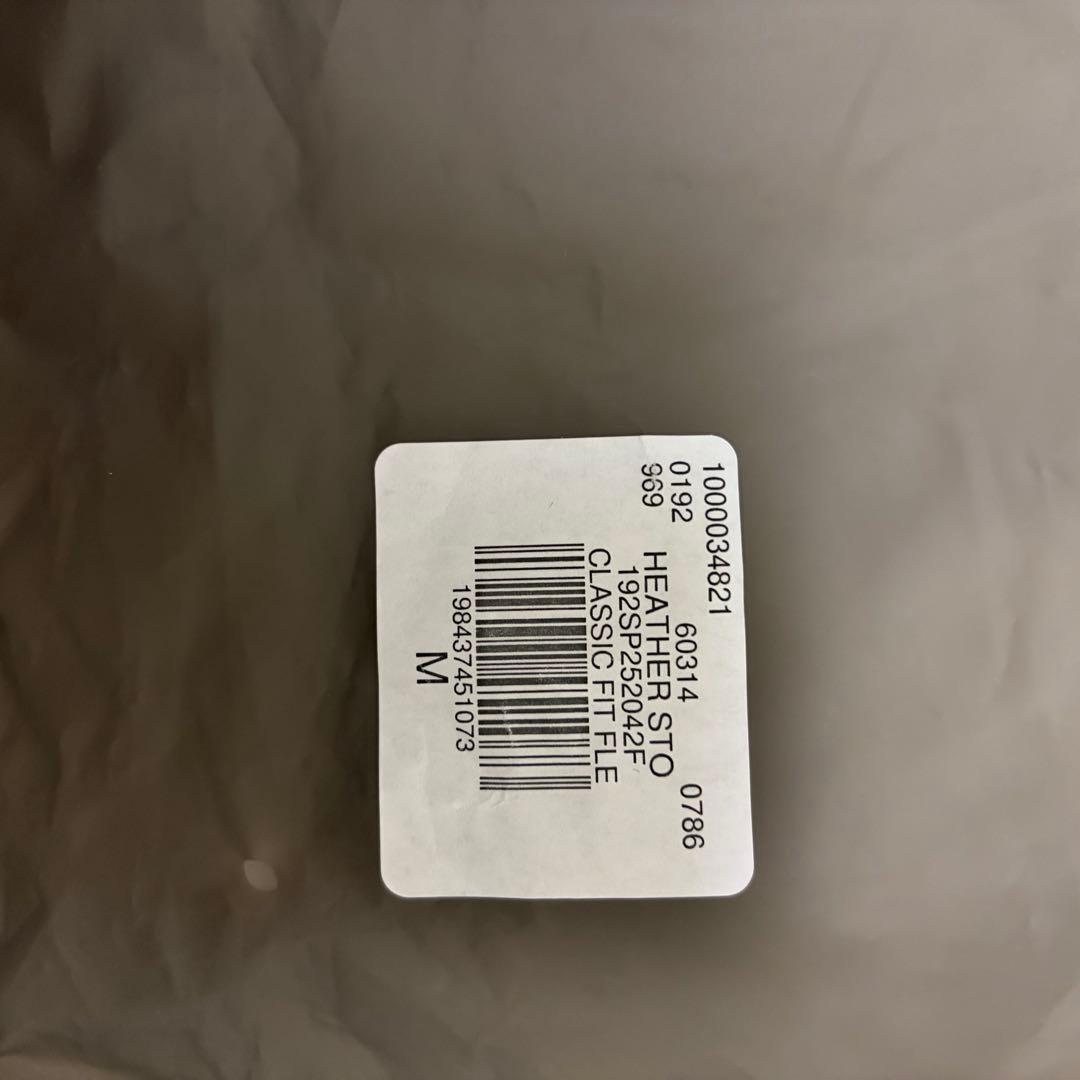 1000034821
0192 60314 0786
969
HEATHER STO
192SP252042F
CLASSIC FIT FLE
198437451073
M